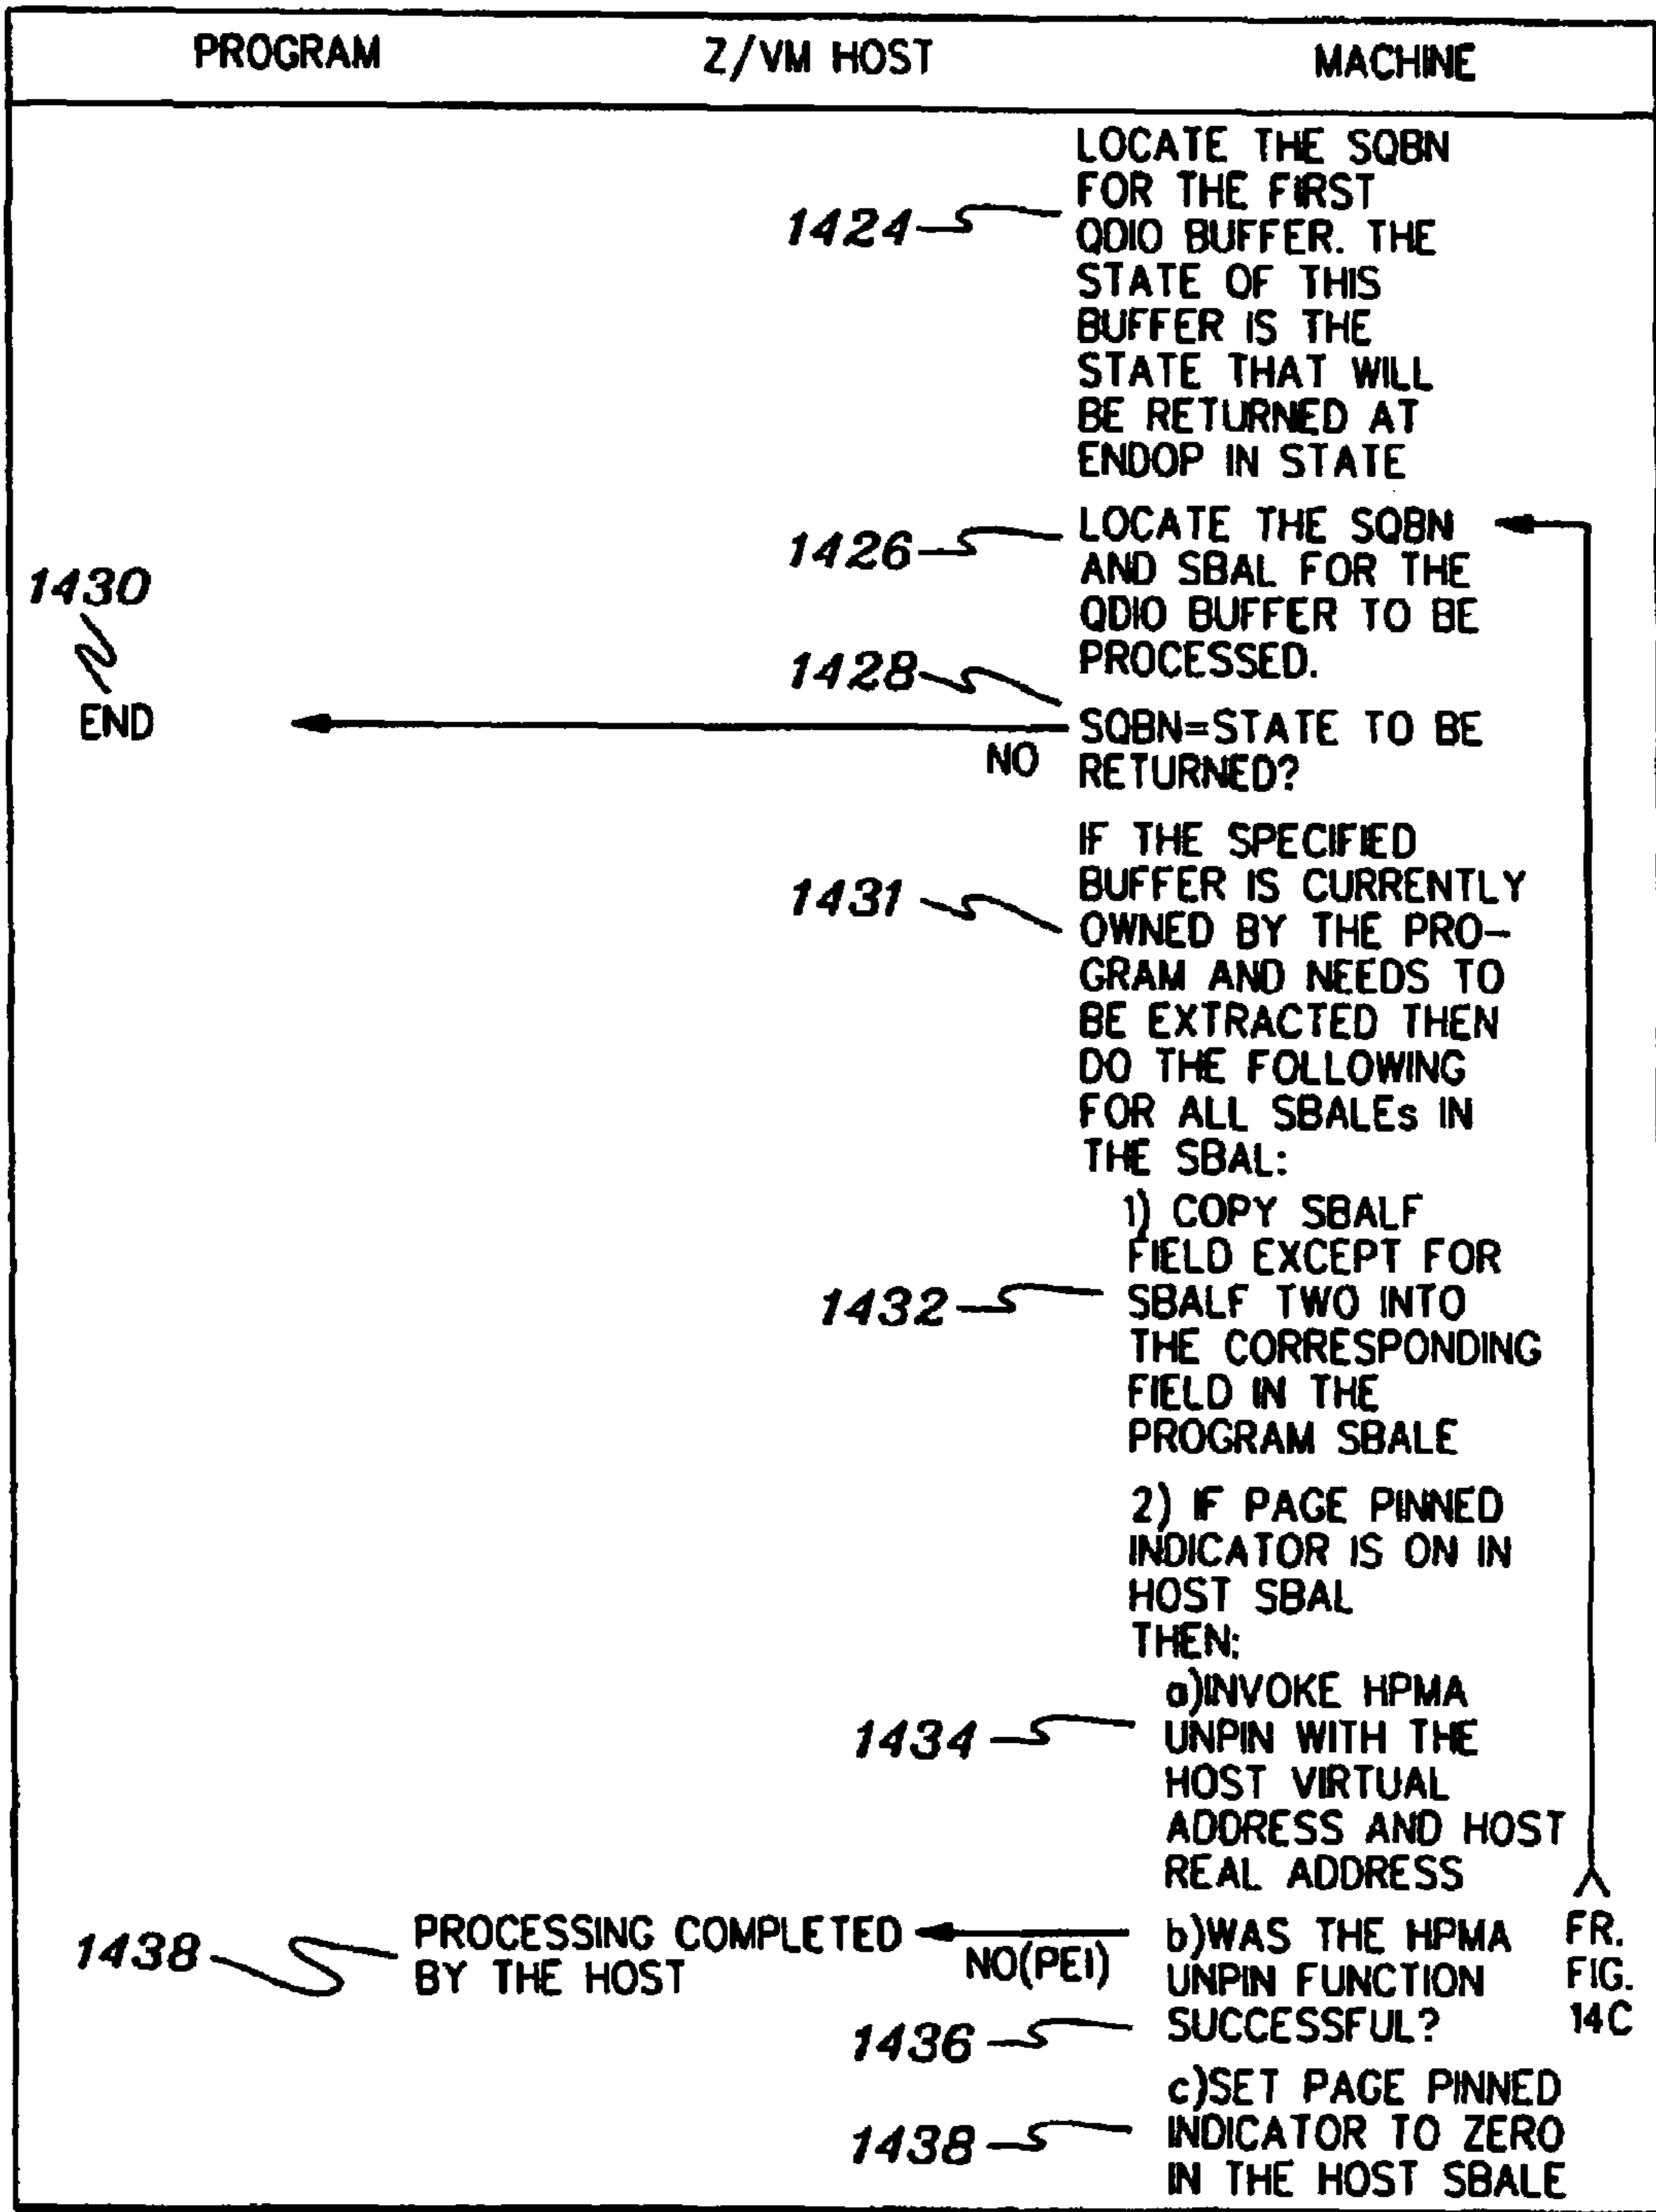 PROGRAM Z/VM HOST MACHINE
1424
LOCATE THE SQBN
FOR THE FIRST
QDIO BUFFER. THE
STATE OF THIS
BUFFER IS THE
STATE THAT WILL
BE RETURNED AT
ENDOP IN STATE
1426
LOCATE THE SQBN
AND SBAL FOR THE
QDIO BUFFER TO BE
PROCESSED.
1428
SQBN=STATE TO BE
RETURNED?
NO
1430
END
1431
IF THE SPECIFIED
BUFFER IS CURRENTLY
OWNED BY THE PRO-
GRAM AND NEEDS TO
BE EXTRACTED THEN
DO THE FOLLOWING
FOR ALL SBALEs IN
THE SBAL:
1432
1) COPY SBALF
FIELD EXCEPT FOR
SBALF TWO INTO
THE CORRESPONDING
FIELD IN THE
PROGRAM SBALE
2) IF PAGE PINNED
INDICATOR IS ON IN
HOST SBAL
THEN:
1434
a)INVOKE HPMA
UNPIN WITH THE
HOST VIRTUAL
ADDRESS AND HOST
REAL ADDRESS
1436
b)WAS THE HPMA
UNPIN FUNCTION
SUCCESSFUL?
NO(PEI)
1438
PROCESSING COMPLETED
BY THE HOST
FR.
FIG.
14C
1438
c)SET PAGE PINNED
INDICATOR TO ZERO
IN THE HOST SBALE